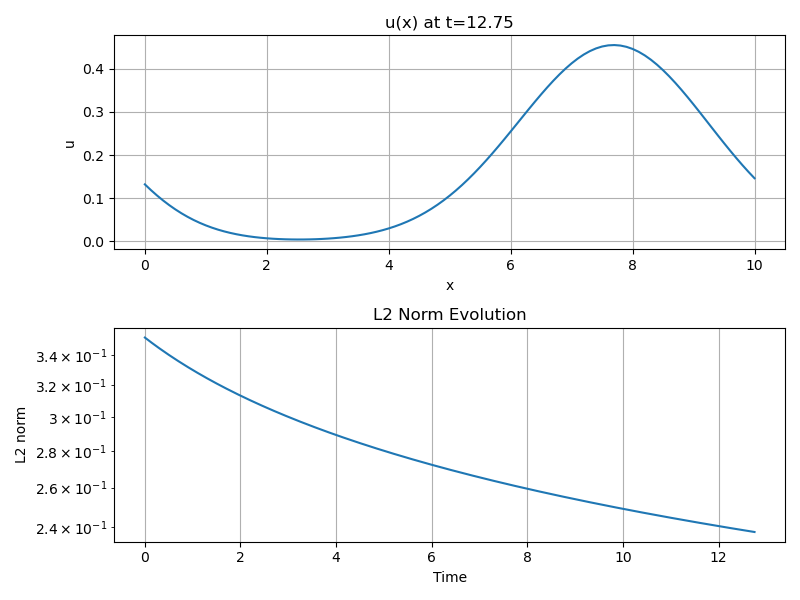 u(x) at t=12.75
u
0.4
0.3
0.2
0.1
0.0
0 2 4 6 8 10
x
L2 Norm Evolution
L2 norm
3.4 × 10⁻¹
3.2 × 10⁻¹
3 × 10⁻¹
2.8 × 10⁻¹
2.6 × 10⁻¹
2.4 × 10⁻¹
0 2 4 6 8 10 12
Time